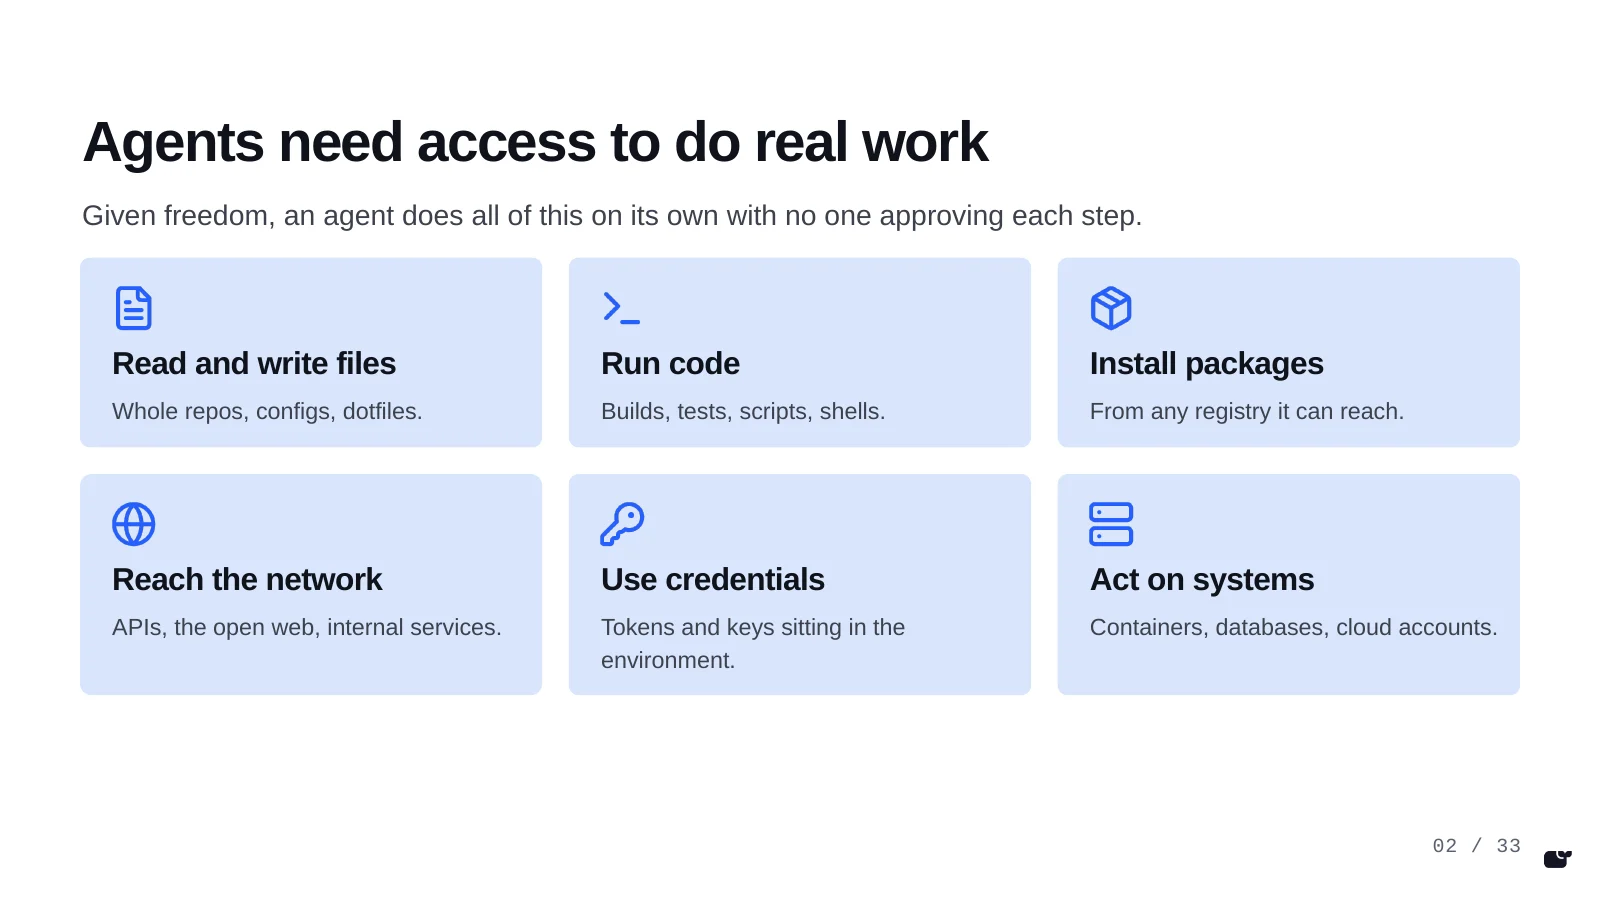 Agents need access to do real work
Given freedom, an agent does all of this on its own with no one approving each step.
Read and write files
Whole repos, configs, dotfiles.
Run code
Builds, tests, scripts, shells.
Install packages
From any registry it can reach.
Reach the network
APIs, the open web, internal services.
Use credentials
Tokens and keys sitting in the
environment.
Act on systems
Containers, databases, cloud accounts.
02 / 33